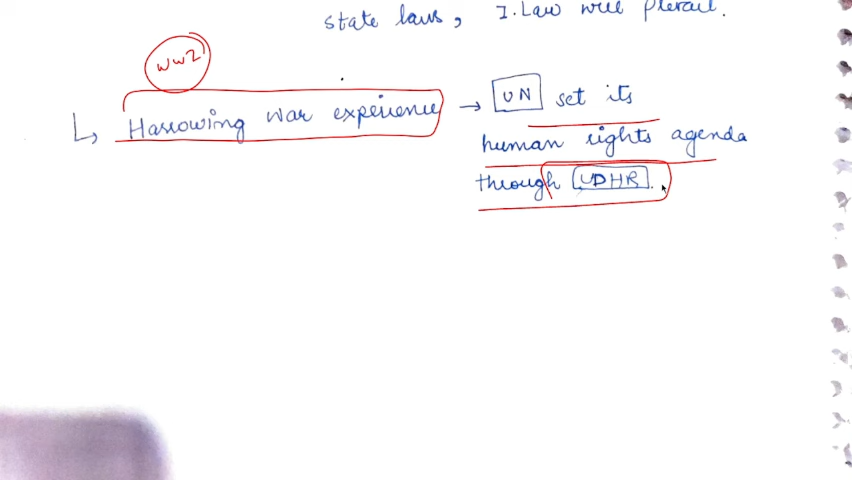 state laws, I. Law will prevail.
WW2
↳ Harrowing war experience → UN set its
human rights agenda
through UDHR.